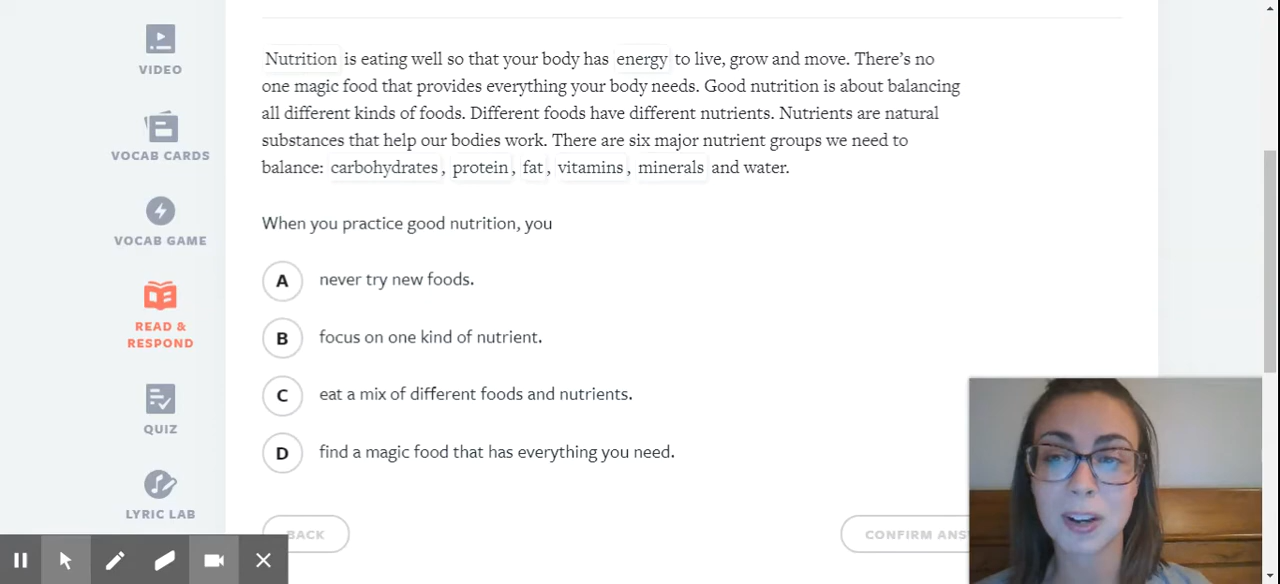 VIDEO
VOCAB CARDS
VOCAB GAME
READ &
RESPOND
QUIZ
LYRIC LAB
Nutrition is eating well so that your body has energy to live, grow and move. There's no
one magic food that provides everything your body needs. Good nutrition is about balancing
all different kinds of foods. Different foods have different nutrients. Nutrients are natural
substances that help our bodies work. There are six major nutrient groups we need to
balance: carbohydrates, protein, fat, vitamins, minerals and water.
When you practice good nutrition, you
A never try new foods.
B focus on one kind of nutrient.
C eat a mix of different foods and nutrients.
D find a magic food that has everything you need.
BACK
CONFIRM